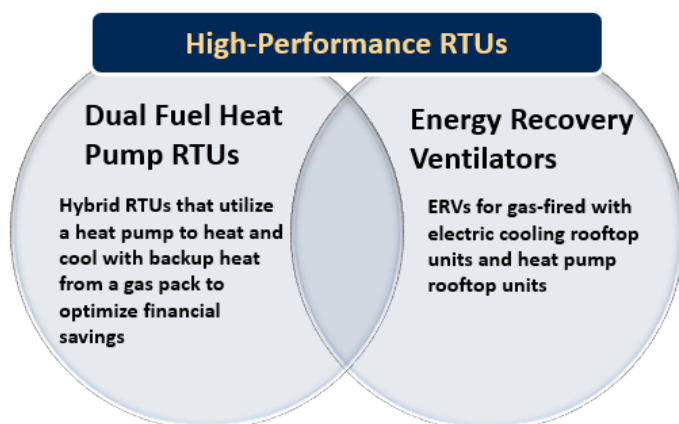 High-Performance RTUs
Dual Fuel Heat
Pump RTUs
Hybrid RTUs that utilize
a heat pump to heat and
cool with backup heat
from a gas pack to
optimize financial
savings
Energy Recovery
Ventilators
ERVs for gas-fired with
electric cooling rooftop
units and heat pump
rooftop units